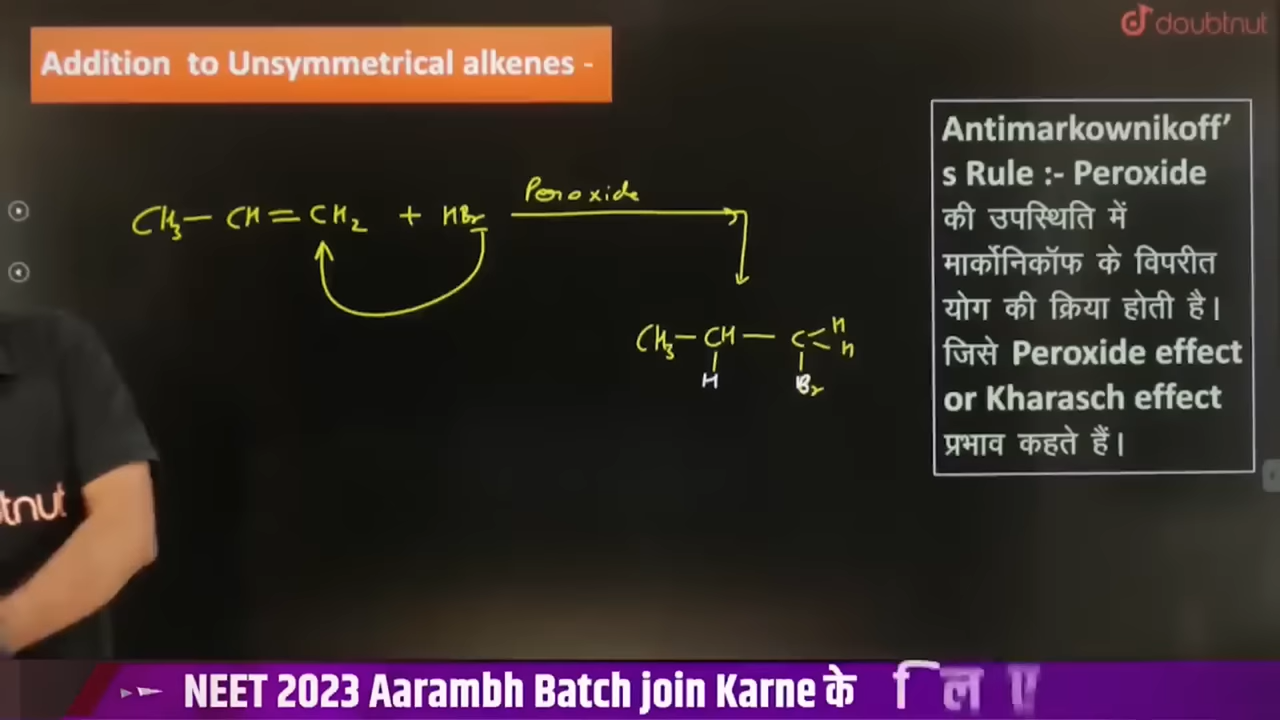 doubtnut
Addition to Unsymmetrical alkenes -
Antimarkownikoff'
s Rule :- Peroxide
की उपस्थिति में
मार्कोनिकॉफ के विपरीत
योग की क्रिया होती है।
जिसे Peroxide effect
or Kharasch effect
प्रभाव कहते हैं।
Peroxide
CH3 — CH = CH2 + HBr
CH3 — CH — C < H
H
H Br
tnut
NEET 2023 Aarambh Batch join Karne के लिए